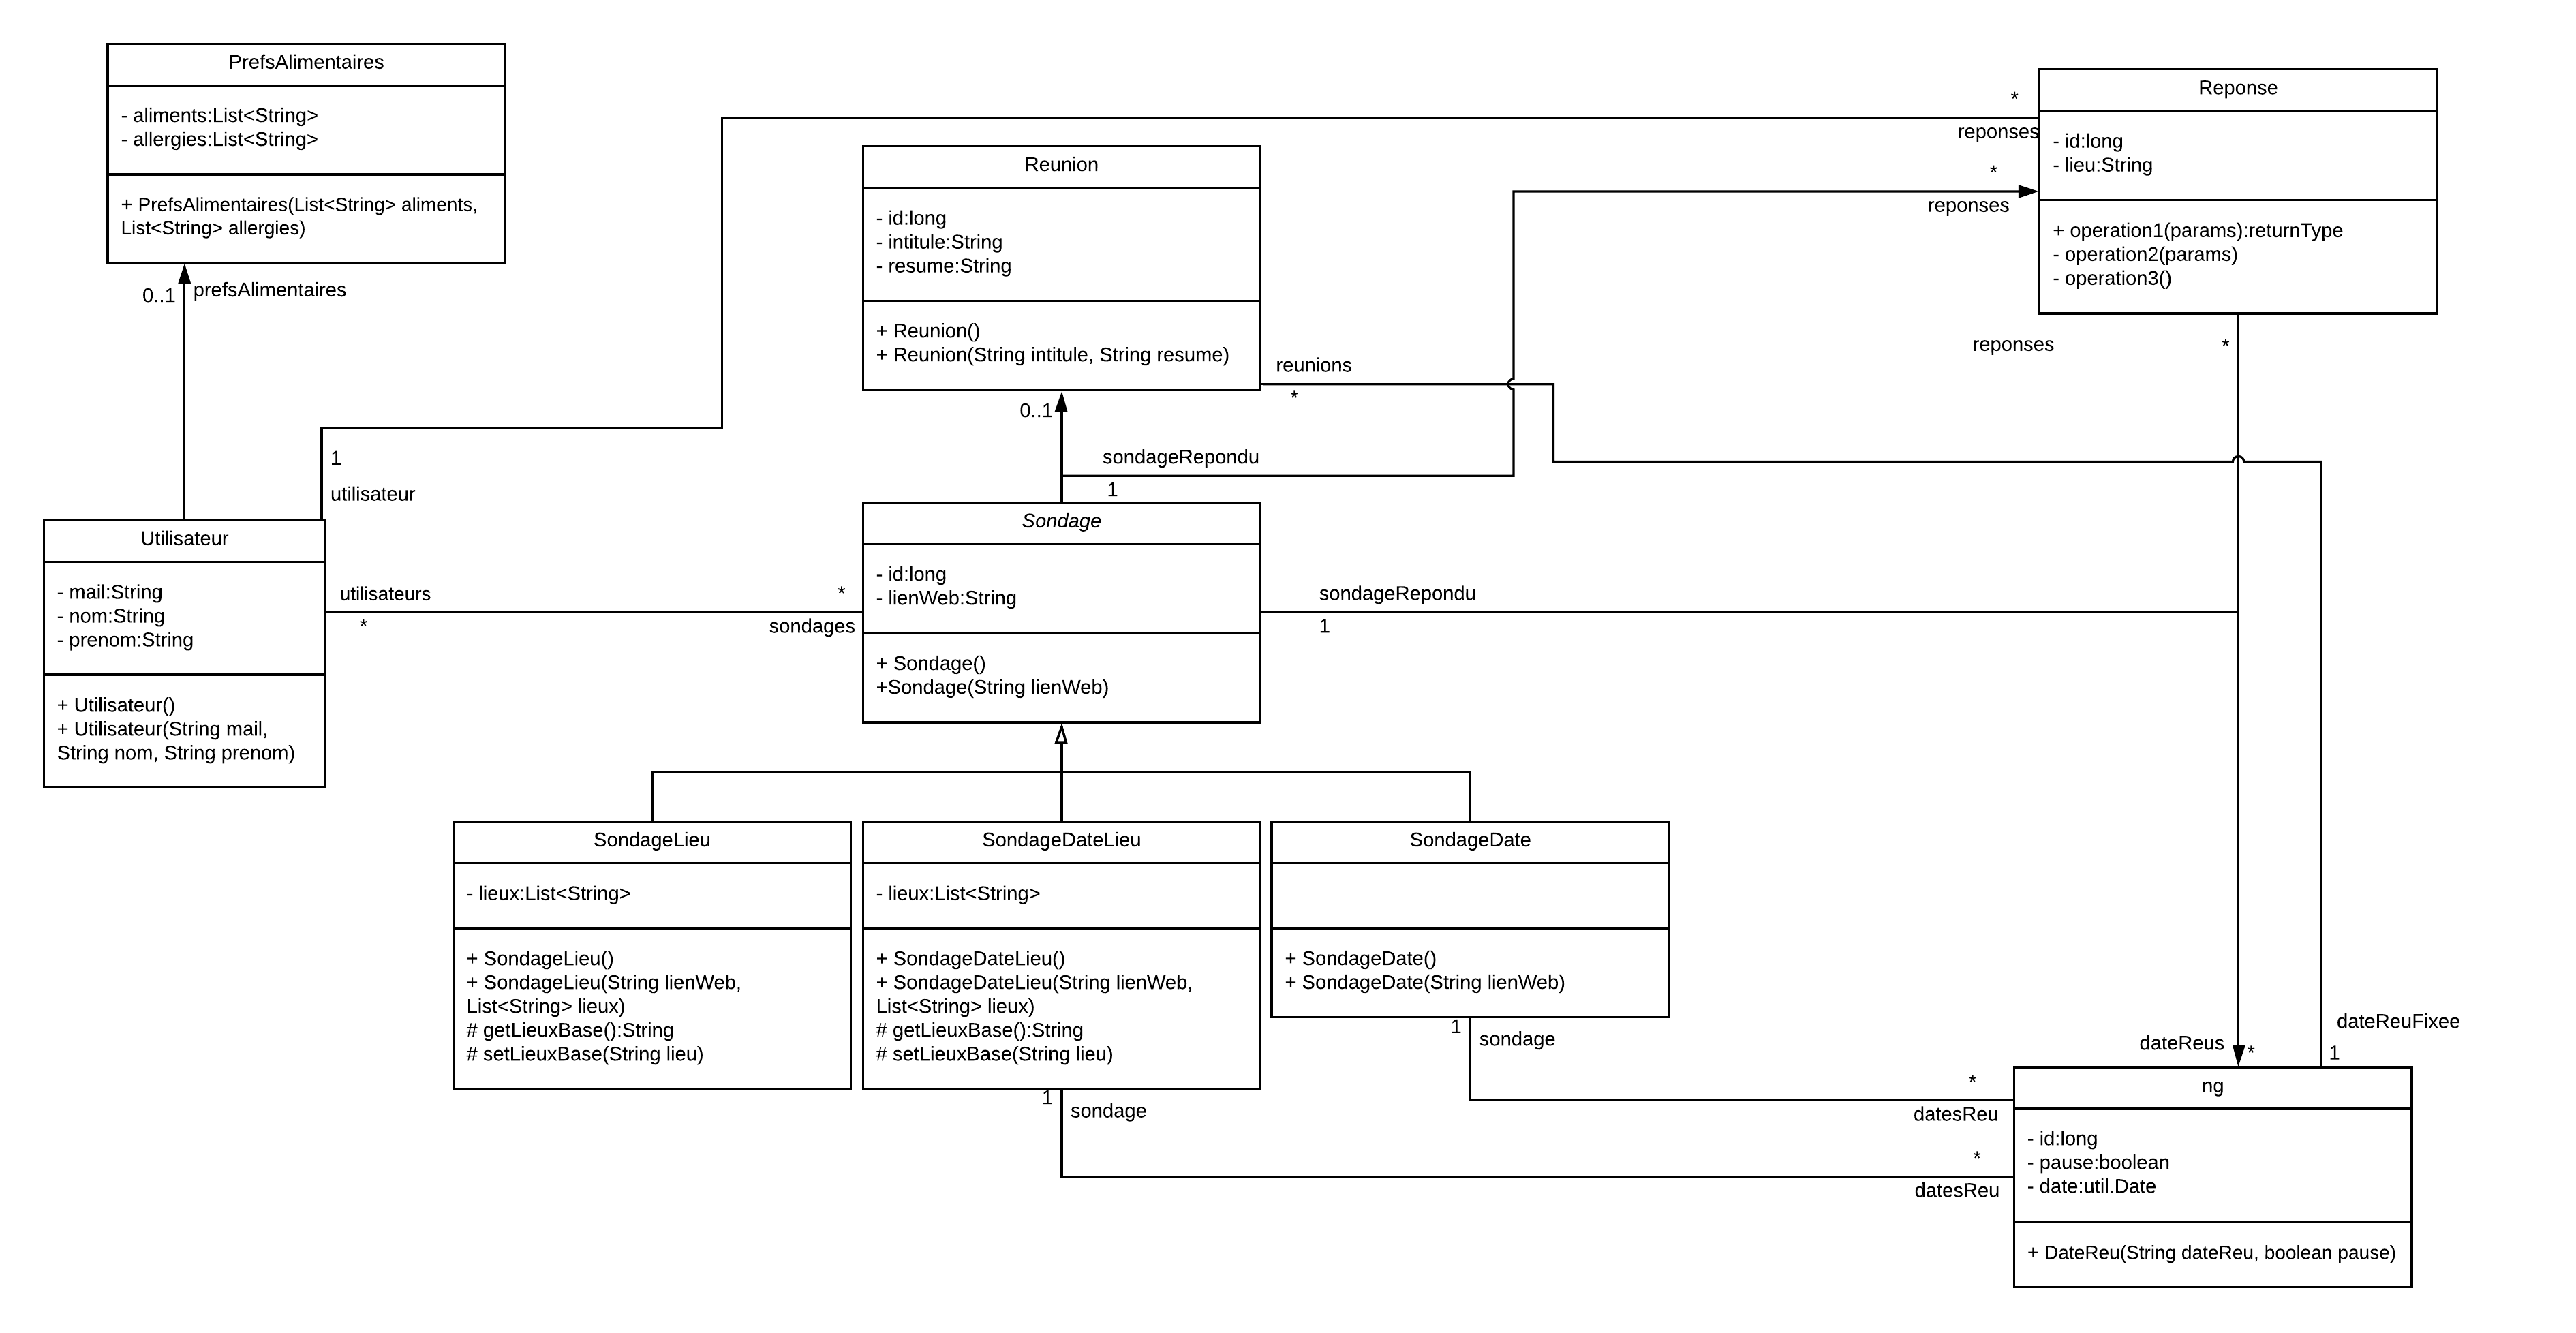 PrefsAlimentaires
- aliments:List<String>
- allergies:List<String>
+ PrefsAlimentaires(List<String> aliments,
List<String> allergies)
0..1
prefsAlimentaires
Reponse
- id:long
- lieu:String
+ operation1(params):returnType
- operation2(params)
- operation3()
*
reponses
*
reponses
reponses
*
Reunion
- id:long
- intitule:String
- resume:String
+ Reunion()
+ Reunion(String intitule, String resume)
reunions
*
0..1
sondageRepondu
1
1
utilisateur
Utilisateur
- mail:String
- nom:String
- prenom:String
+ Utilisateur()
+ Utilisateur(String mail,
String nom, String prenom)
utilisateurs
*
*
sondages
Sondage
- id:long
- lienWeb:String
+ Sondage()
+Sondage(String lienWeb)
sondageRepondu
1
SondageLieu
- lieux:List<String>
+ SondageLieu()
+ SondageLieu(String lienWeb,
List<String> lieux)
# getLieuxBase():String
# setLieuxBase(String lieu)
SondageDateLieu
- lieux:List<String>
+ SondageDateLieu()
+ SondageDateLieu(String lienWeb,
List<String> lieux)
# getLieuxBase():String
# setLieuxBase(String lieu)
1
sondage
SondageDate
+ SondageDate()
+ SondageDate(String lienWeb)
1
sondage
*
datesReu
*
datesReu
dateReus
*
dateReuFixee
1
ng
- id:long
- pause:boolean
- date:util.Date
+ DateReu(String dateReu, boolean pause)